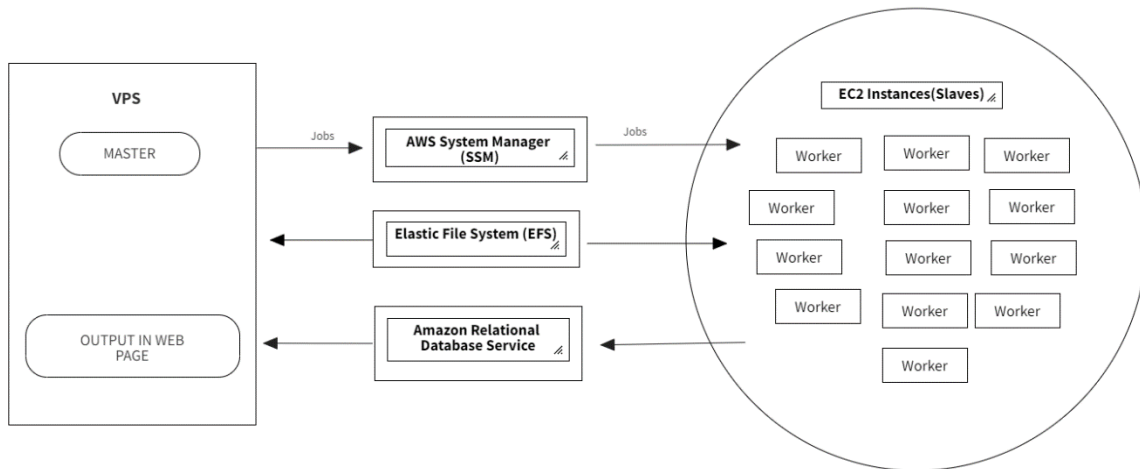 VPS
MASTER
OUTPUT IN WEB
PAGE
Jobs
AWS System Manager
(SSM)
Jobs
Elastic File System (EFS)
Amazon Relational
Database Service
EC2 Instances(Slaves)
Worker
Worker
Worker
Worker
Worker
Worker
Worker
Worker
Worker
Worker
Worker
Worker
Worker